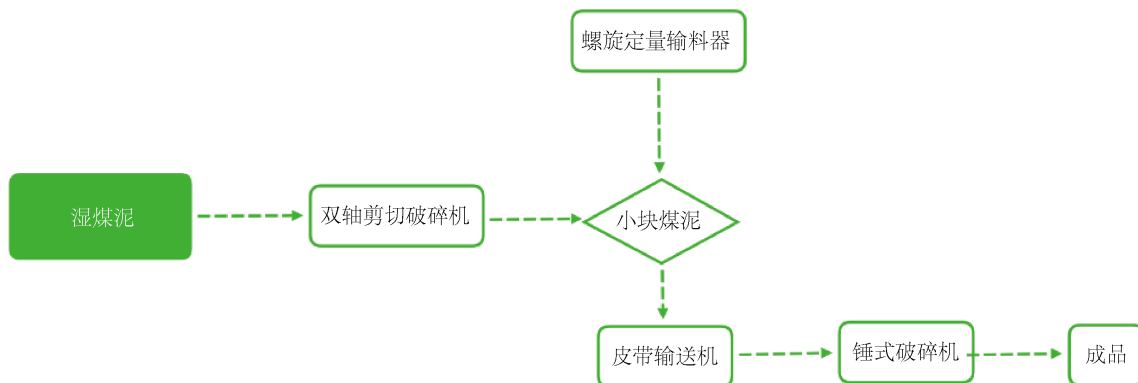 螺旋定量输料器
湿煤泥
双轴剪切破碎机
小块煤泥
皮带输送机
锤式破碎机
成品